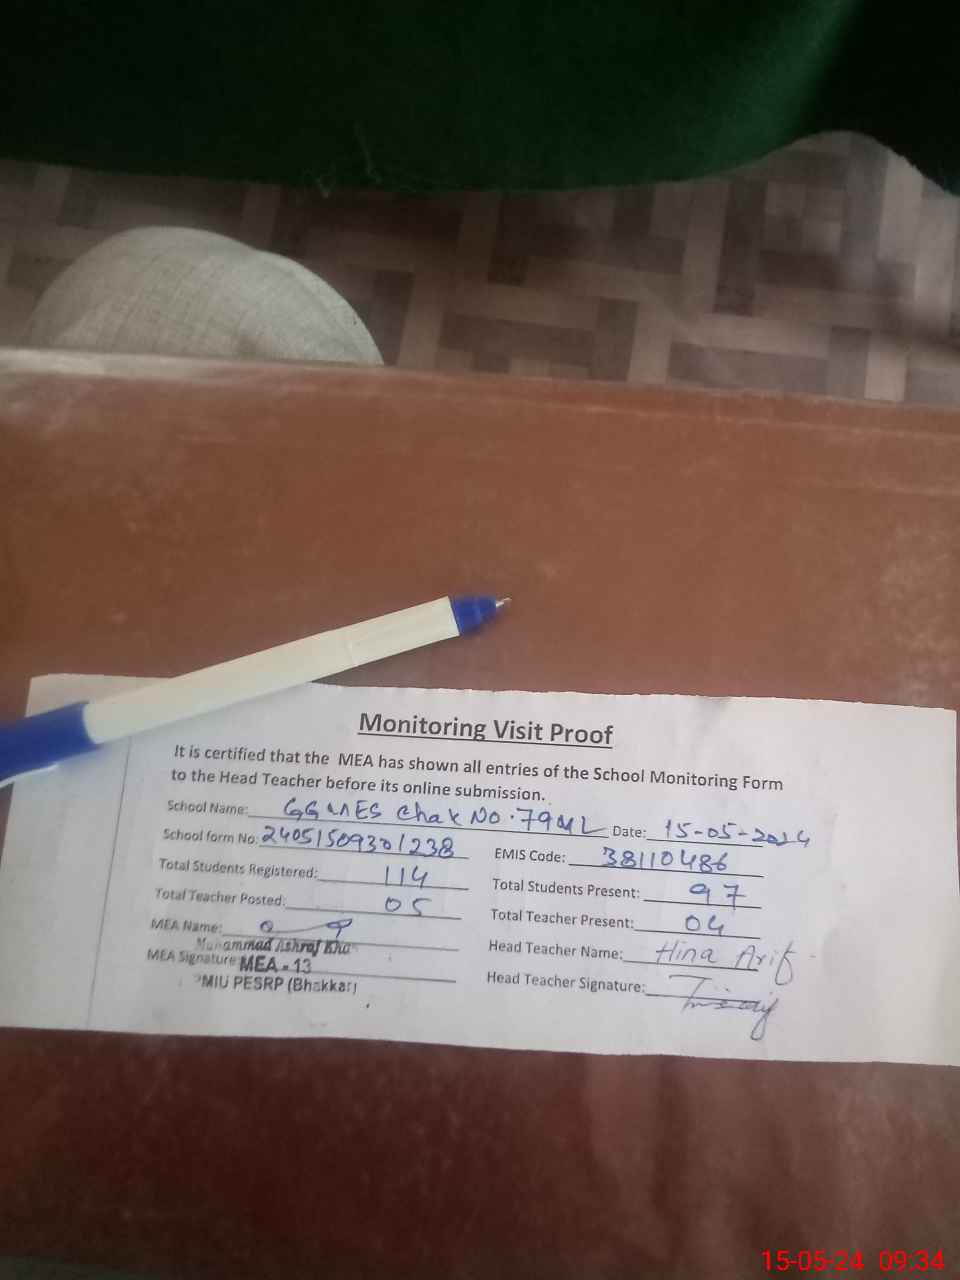 Monitoring Visit Proof
It is certified that the MEA has shown all entries of the School Monitoring Form
to the Head Teacher before its online submission.
School Name: GGMES Chak No. 79ML Date: 15-05-2024
School form No: 24051509301238 EMIS Code: 38110486
Total Students Registered: 114 Total Students Present: 97
Total Teacher Posted: 05 Total Teacher Present: 04
MEA Name: Muhammad Ashraf Khan Head Teacher Name: Hina Arif
MEA Signature: MEA - 13 Head Teacher Signature:
PMIU PESRP (Bhakkar)
15-05-24 09:34